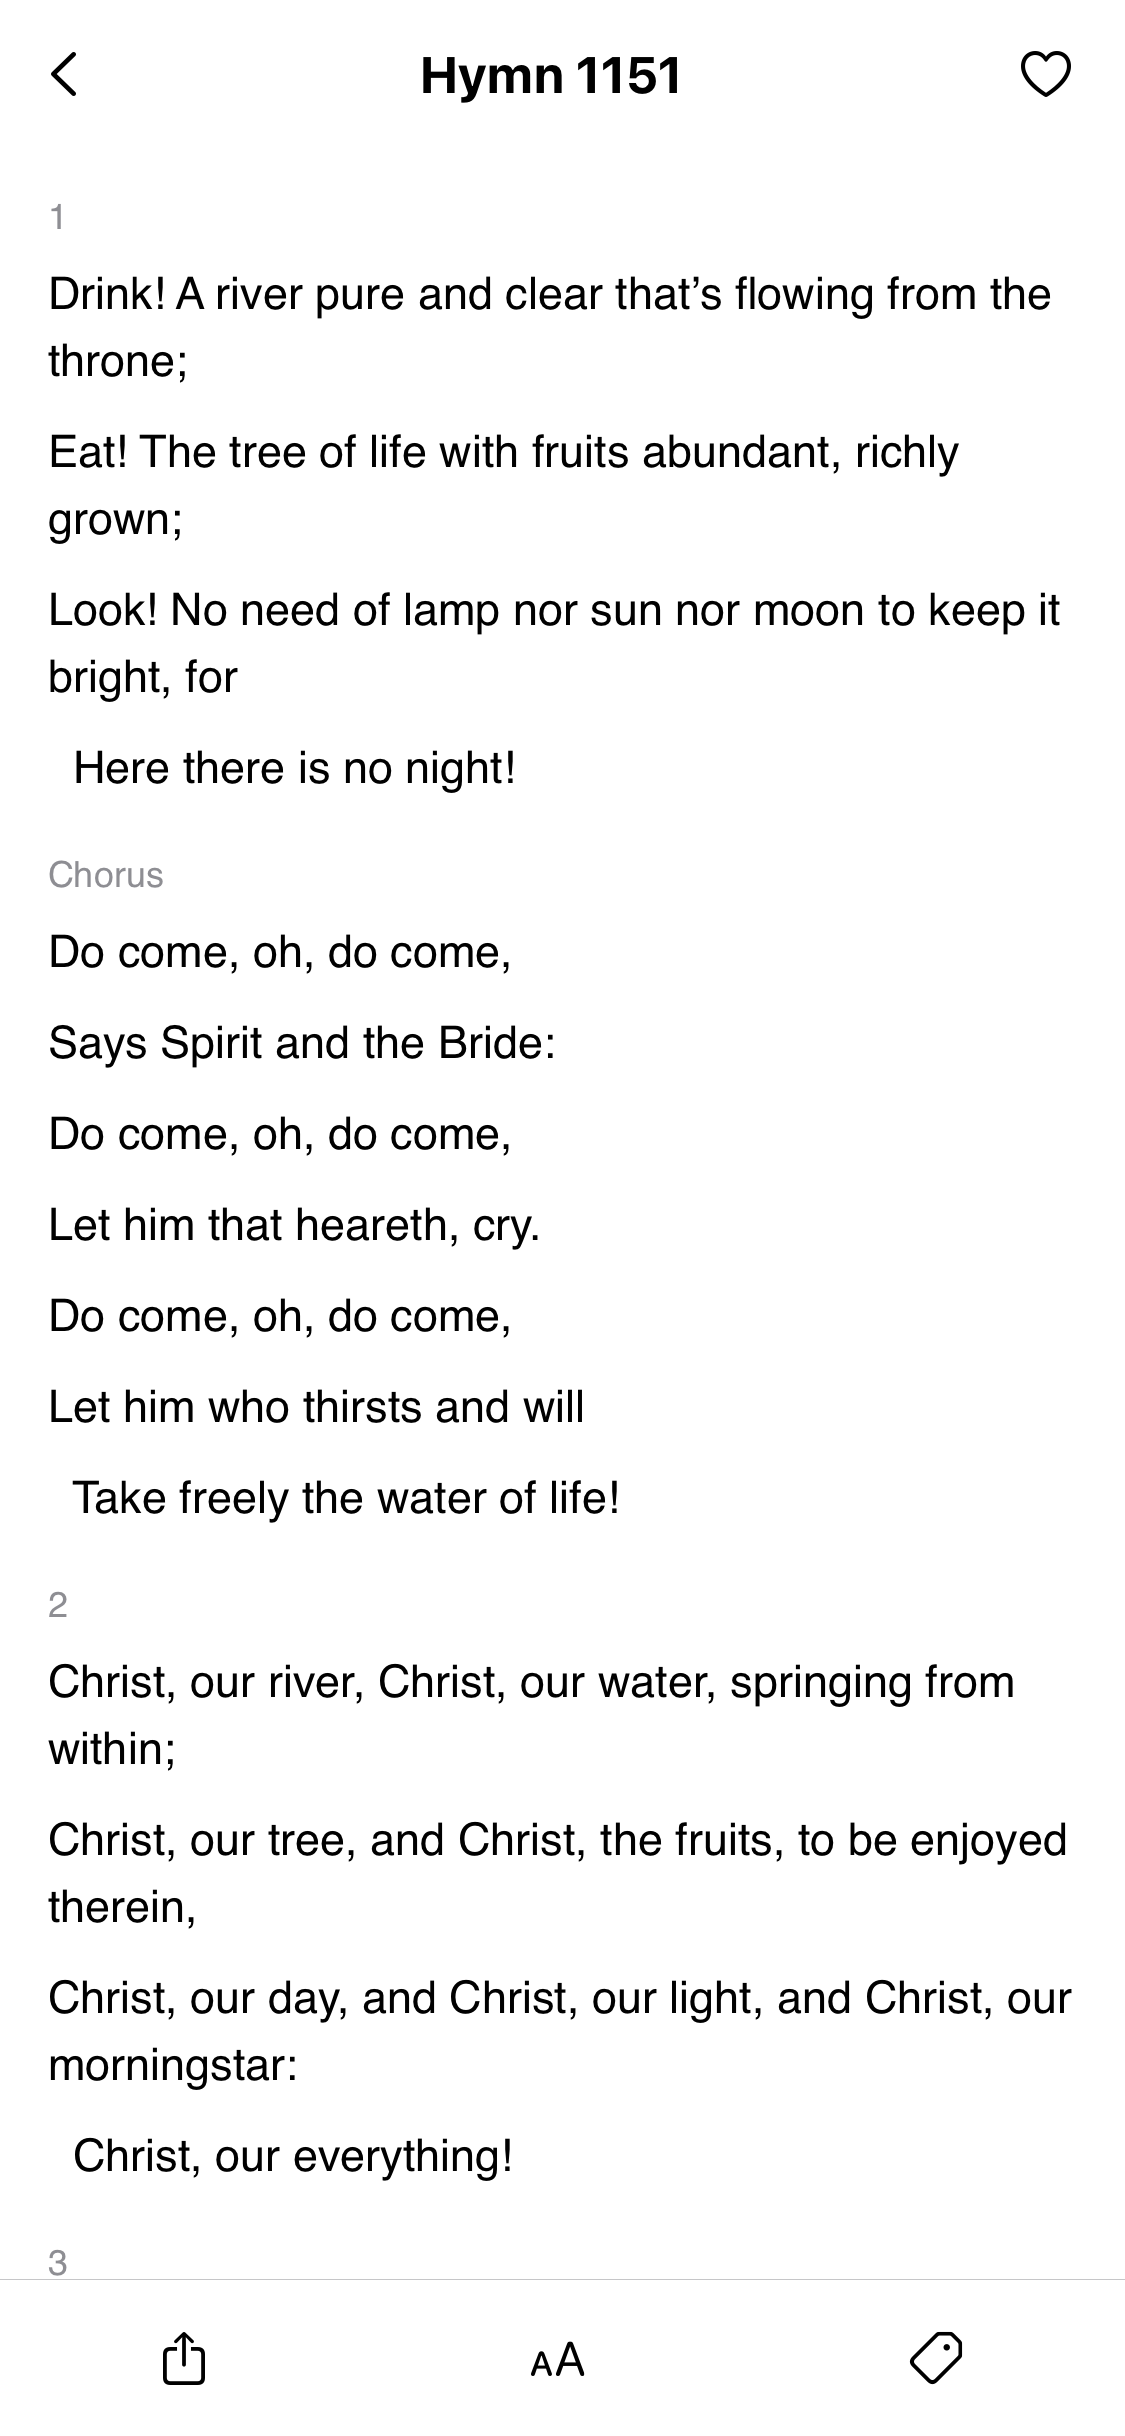 Hymn 1151
1
Drink! A river pure and clear that’s flowing from the
throne;
Eat! The tree of life with fruits abundant, richly
grown;
Look! No need of lamp nor sun nor moon to keep it
bright, for
Here there is no night!
Chorus
Do come, oh, do come,
Says Spirit and the Bride:
Do come, oh, do come,
Let him that heareth, cry.
Do come, oh, do come,
Let him who thirsts and will
Take freely the water of life!
2
Christ, our river, Christ, our water, springing from
within;
Christ, our tree, and Christ, the fruits, to be enjoyed
therein,
Christ, our day, and Christ, our light, and Christ, our
morningstar:
Christ, our everything!
3
AA